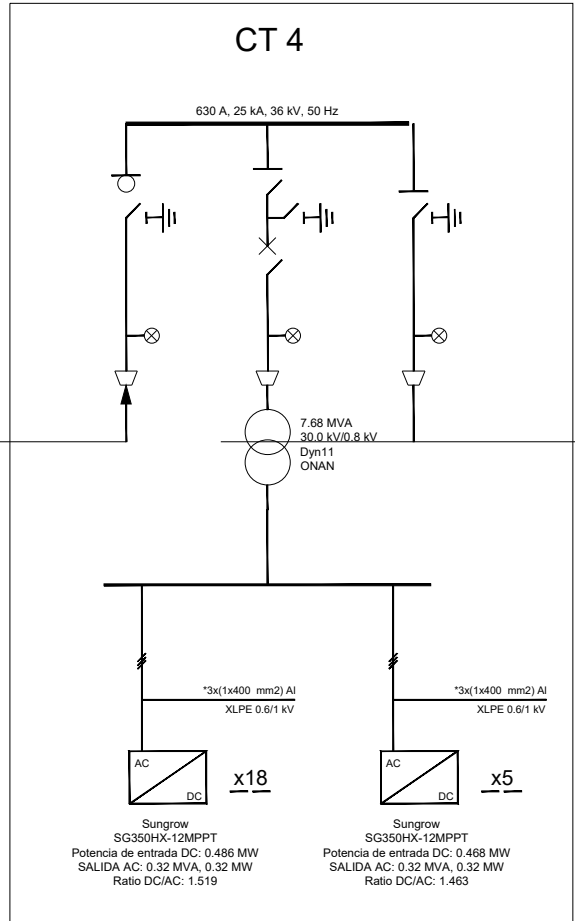 CT 4
630 A, 25 kA, 36 kV, 50 Hz
7.68 MVA
30.0 kV/0.8 kV
Dyn11
ONAN
*3x(1x400 mm2) Al
XLPE 0.6/1 kV
*3x(1x400 mm2) Al
XLPE 0.6/1 kV
AC
DC
x18
AC
DC
x5
Sungrow
SG350HX-12MPPT
Potencia de entrada DC: 0.486 MW
SALIDA AC: 0.32 MVA, 0.32 MW
Ratio DC/AC: 1.519
Sungrow
SG350HX-12MPPT
Potencia de entrada DC: 0.468 MW
SALIDA AC: 0.32 MVA, 0.32 MW
Ratio DC/AC: 1.463